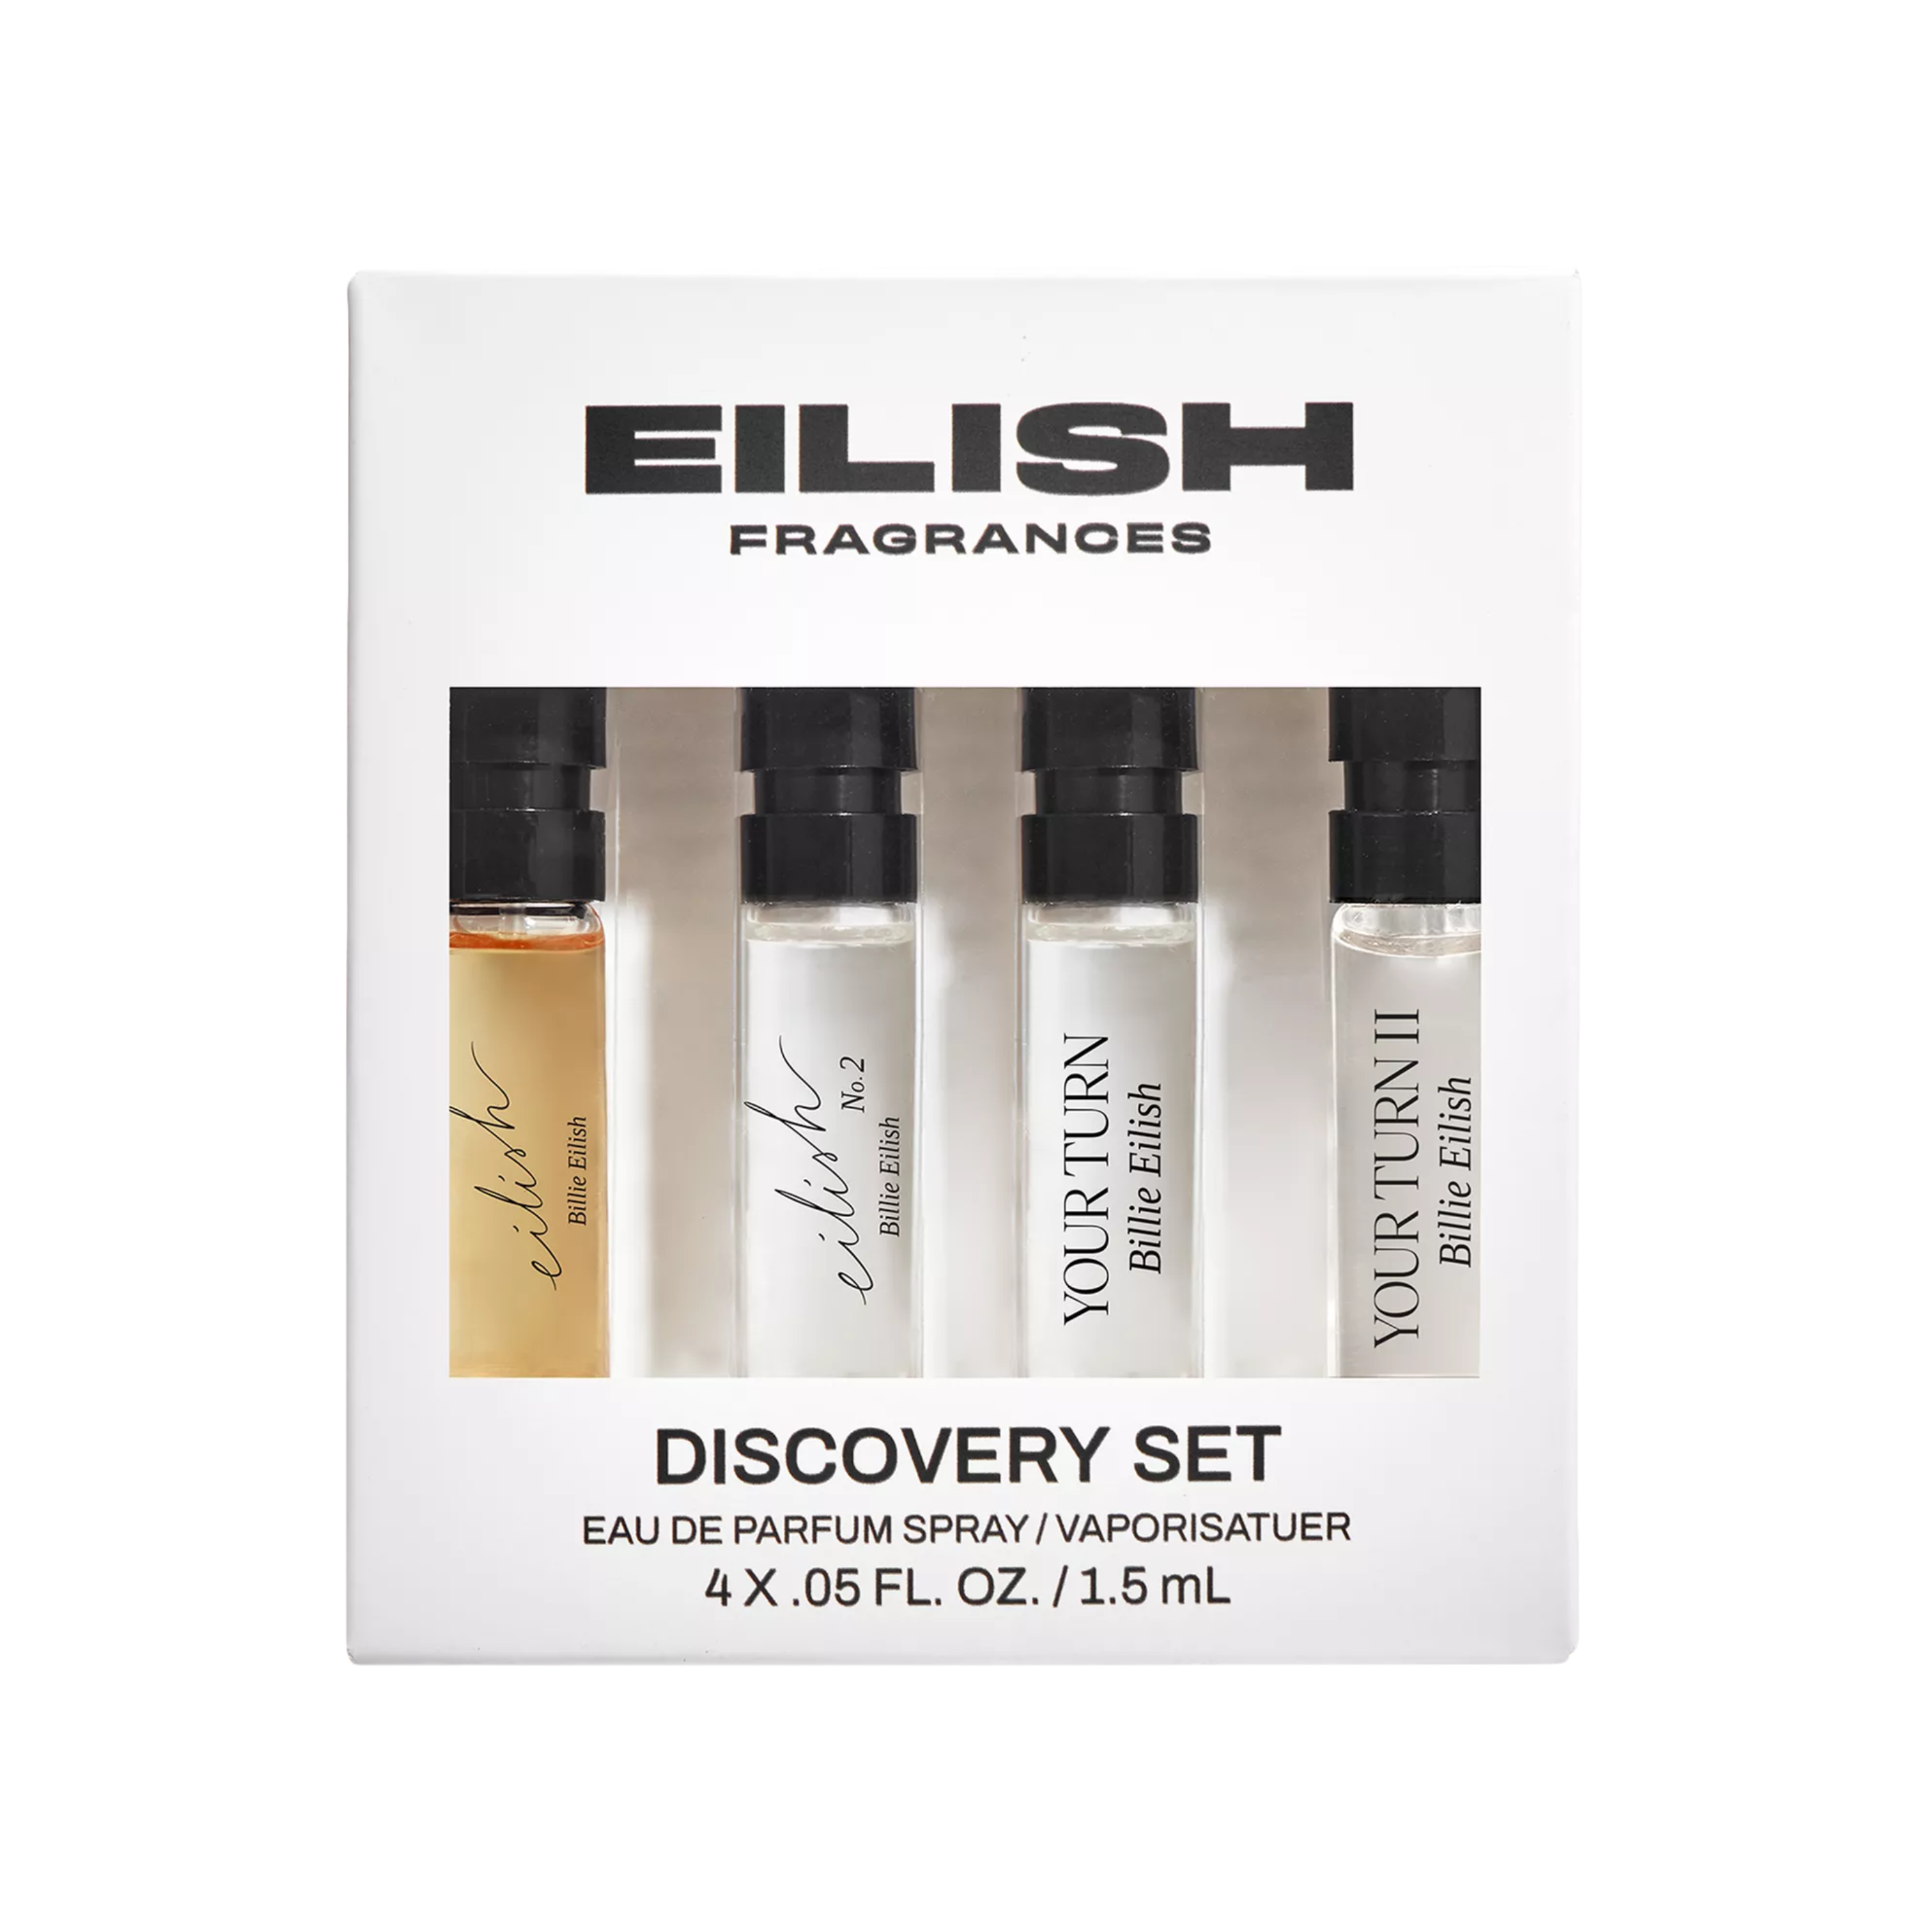 EILISH
FRAGRANCES
eilish
Billie Eilish
eilish
No.2
Billie Eilish
YOUR TURN
Billie Eilish
YOUR TURN II
Billie Eilish
DISCOVERY SET
EAU DE PARFUM SPRAY / VAPORISATUER
4 X .05 FL. OZ. / 1.5 mL